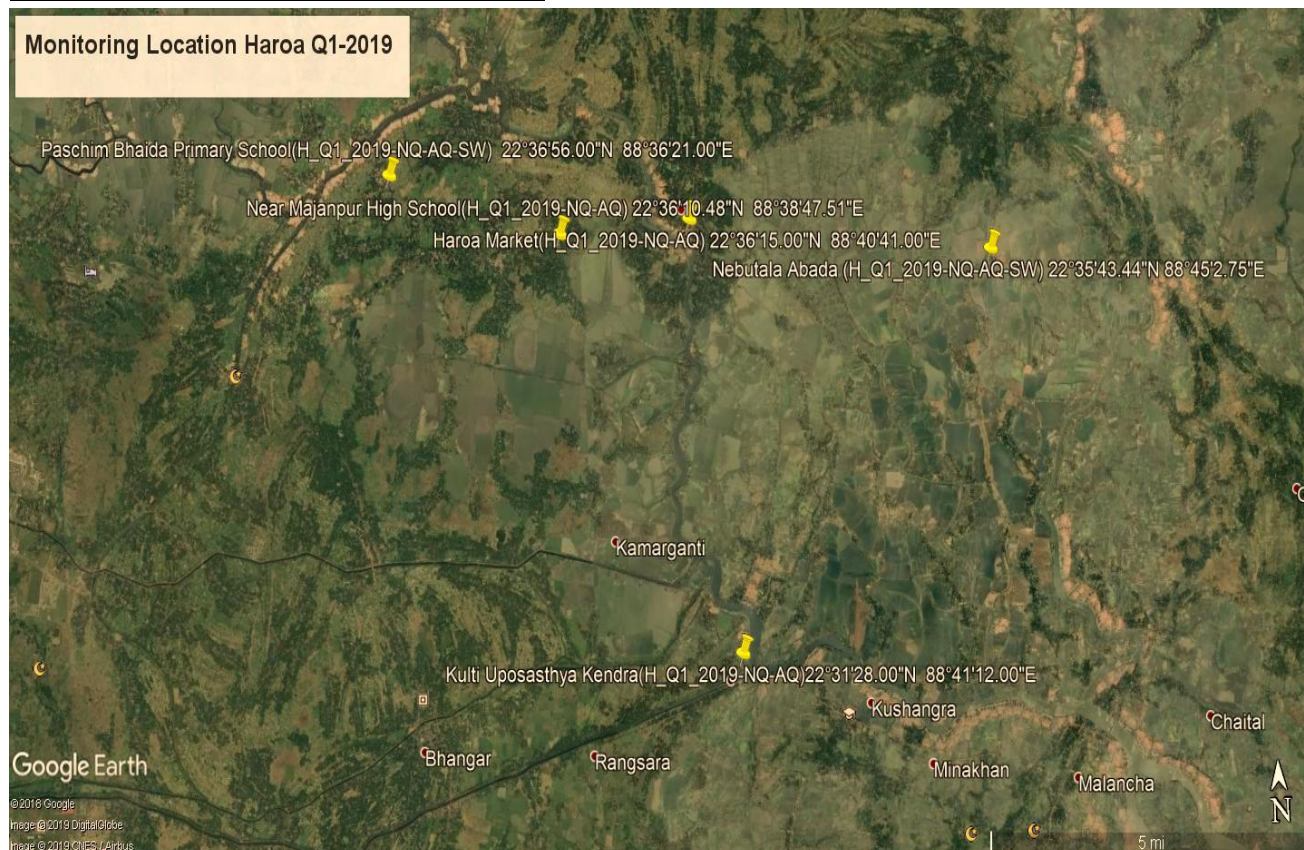 Monitoring Location Haroa Q1-2019
Paschim Bhaida Primary School(H_Q1_2019-NQ-AQ-SW) 22°36'56.00"N 88°36'21.00"E
Near Majanpur High School(H_Q1_2019-NQ-AQ) 22°36'10.48"N 88°38'47.51"E
Haroa Market(H_Q1_2019-NQ-AQ) 22°36'15.00"N 88°40'41.00"E
Nebutala Abada (H_Q1_2019-NQ-AQ-SW) 22°35'43.44"N 88°45'2.75"E
Kamarganti
Kulti Uposasthya Kendra(H_Q1_2019-NQ-AQ)22°31'28.00"N 88°41'12.00"E
Kushangra
Chaital
Bhangar
Rangsara
Minakhan
Malancha
Google Earth
©2018 Google
Image © 2019 DigitalGlobe
Image © 2019 CNES / Airbus
N
5 mi